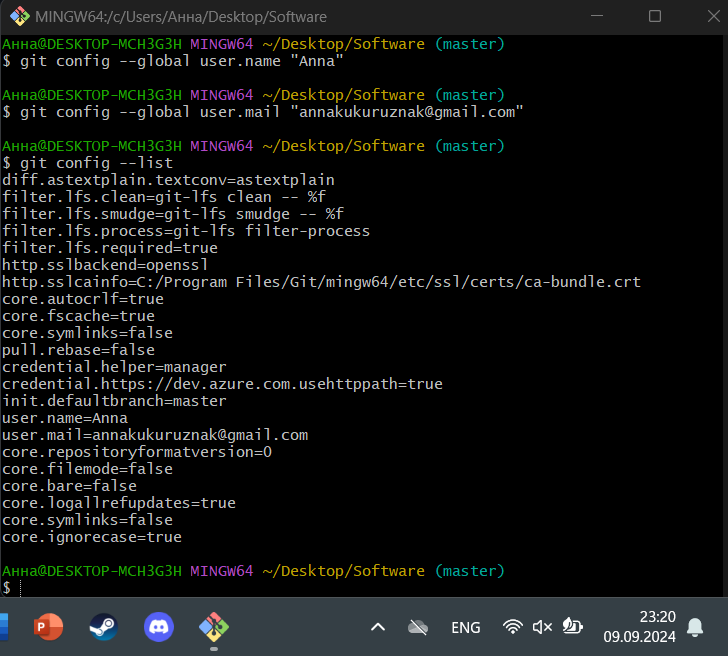 MINGW64:/c/Users/Анна/Desktop/Software
Анна@DESKTOP-MCH3G3H MINGW64 ~/Desktop/Software (master)
$ git config --global user.name "Anna"
Анна@DESKTOP-MCH3G3H MINGW64 ~/Desktop/Software (master)
$ git config --global user.mail "annakukuruznak@gmail.com"
Анна@DESKTOP-MCH3G3H MINGW64 ~/Desktop/Software (master)
$ git config --list
diff.astextplain.textconv=astextplain
filter.lfs.clean=git-lfs clean -- %f
filter.lfs.smudge=git-lfs smudge -- %f
filter.lfs.process=git-lfs filter-process
filter.lfs.required=true
http.sslbackend=openssl
http.sslcainfo=C:/Program Files/Git/mingw64/etc/ssl/certs/ca-bundle.crt
core.autocrlf=true
core.fscache=true
core.symlinks=false
pull.rebase=false
credential.helper=manager
credential.https://dev.azure.com.usehttppath=true
init.defaultbranch=master
user.name=Anna
user.mail=annakukuruznak@gmail.com
core.repositoryformatversion=0
core.filemode=false
core.bare=false
core.logallrefupdates=true
core.symlinks=false
core.ignorecase=true
Анна@DESKTOP-MCH3G3H MINGW64 ~/Desktop/Software (master)
$
P
ENG
23:20
09.09.2024